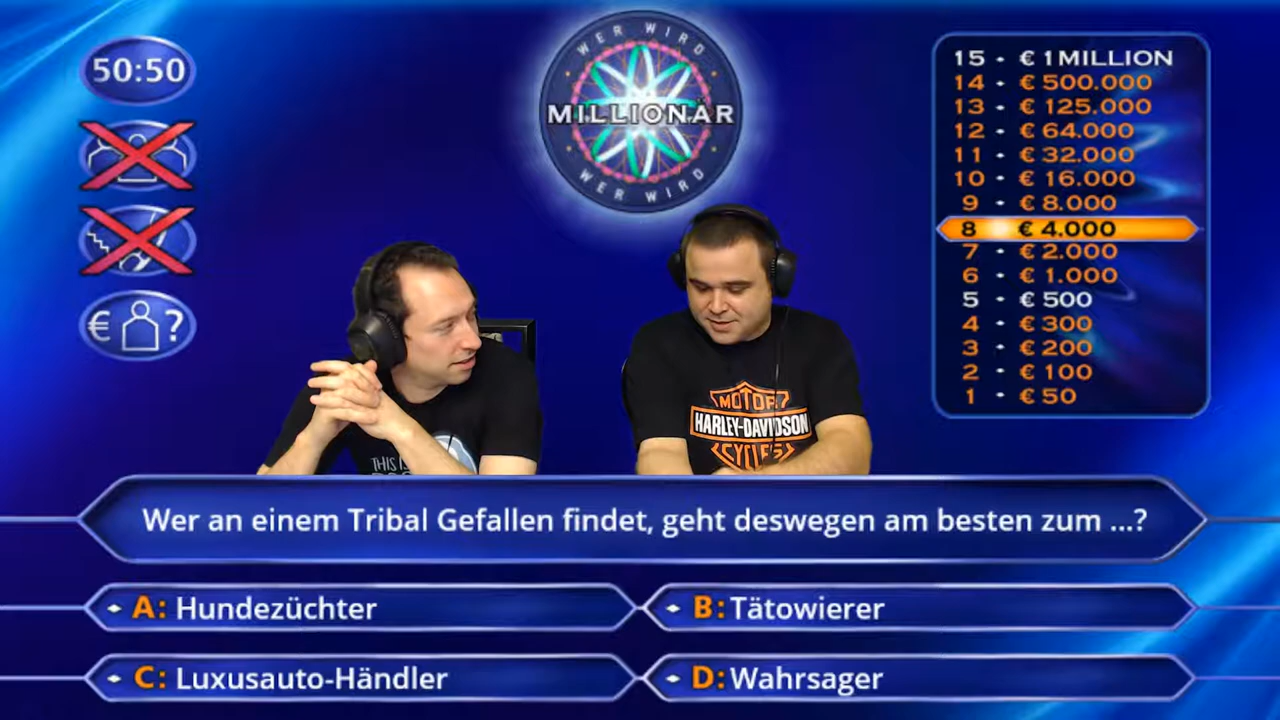 50:50
€ ?
WER WIRD
MILLIONÄR
WER WIRD
15 · € 1 MILLION
14 · € 500.000
13 · € 125.000
12 · € 64.000
11 · € 32.000
10 · € 16.000
9 · € 8.000
8 € 4.000
7 · € 2.000
6 · € 1.000
5 · € 500
4 · € 300
3 · € 200
2 · € 100
1 · € 50
THIS IS
MOTOR
HARLEY-DAVIDSON
CYCLES
Wer an einem Tribal Gefallen findet, geht deswegen am besten zum ...?
A: Hundezüchter
B: Tätowierer
C: Luxusauto-Händler
D: Wahrsager